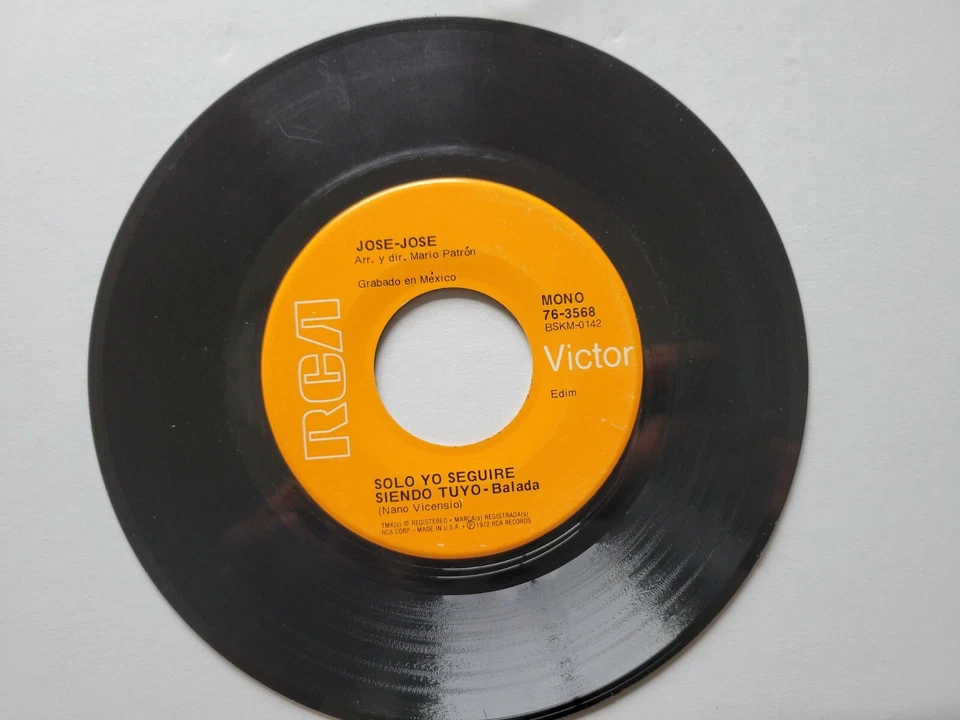 JOSE-JOSE
Arr. y dir. Mario Patrón
Grabado en México
RCA
MONO
76-3568
BSKM-0142
Victor
Edim
SOLO YO SEGUIRE
SIENDO TUYO-Balada
(Nano Vicensio)
TMK(s) ® REGISTERED • MARCA(s) REGISTRADA(s)
RCA CORP.-MADE IN U.S.A. • ℗ 1972 RCA RECORDS